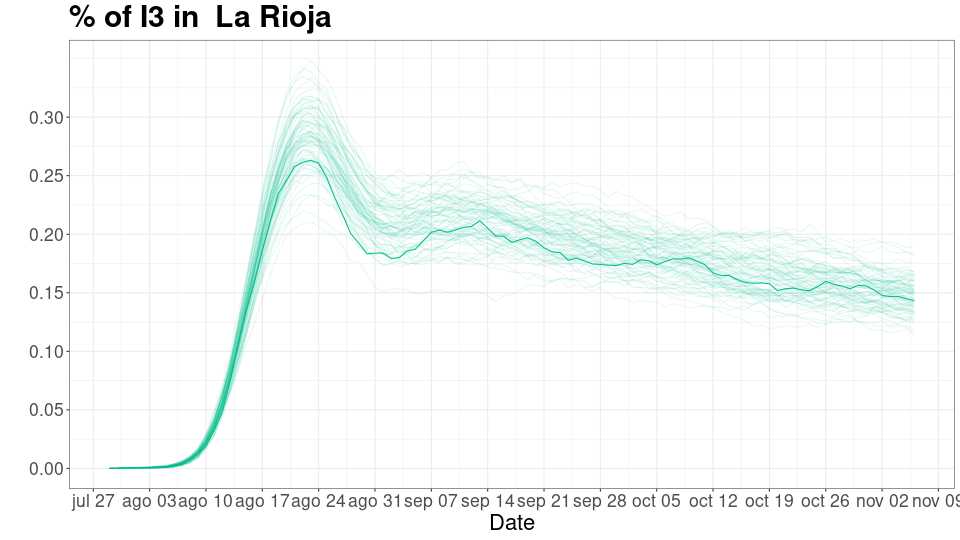 % of I3 in  La Rioja
0.30
0.25
0.20
0.15
0.10
0.05
0.00
jul 27 ago 03 ago 10 ago 17 ago 24 ago 31 sep 07 sep 14 sep 21 sep 28 oct 05 oct 12 oct 19 oct 26 nov 02 nov 09
Date